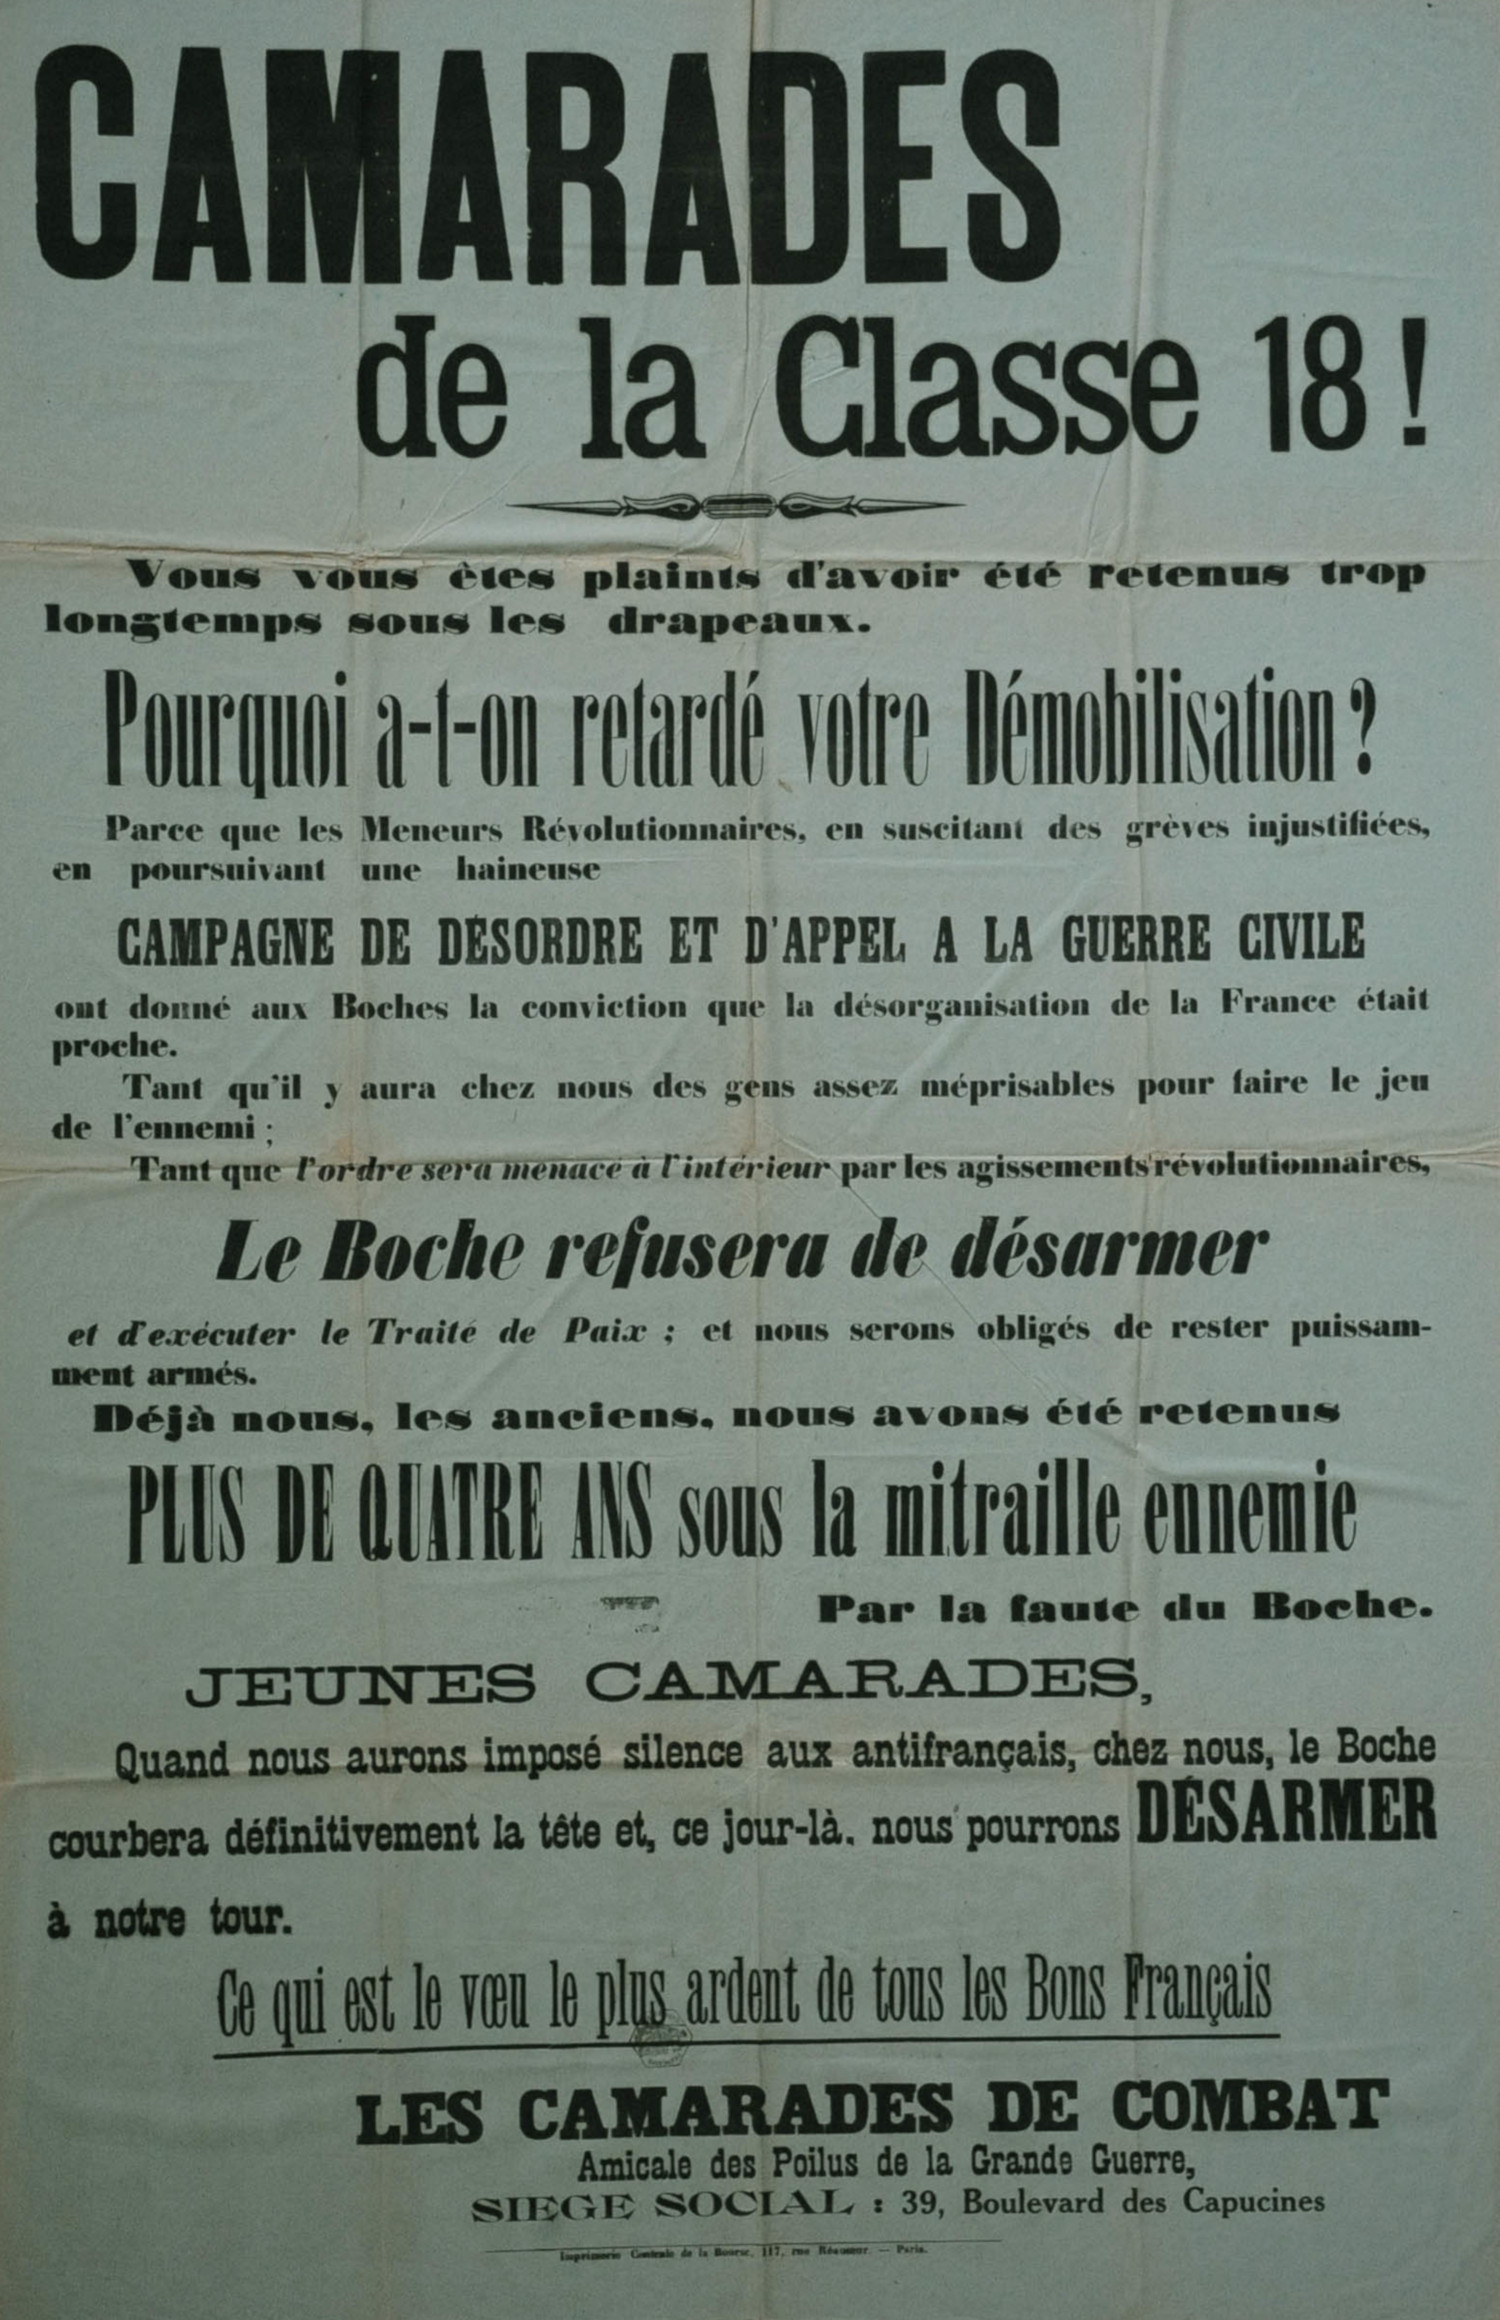 CAMARADES
de la Classe 18 !
Vous vous êtes plaints d'avoir été retenus trop
longtemps sous les drapeaux.
Pourquoi a-t-on retardé votre Démobilisation ?
Parce que les Meneurs Révolutionnaires, en suscitant des grèves injustifiées,
en poursuivant une haineuse
CAMPAGNE DE DÉSORDRE ET D'APPEL A LA GUERRE CIVILE
ont donné aux Boches la conviction que la désorganisation de la France était
proche.
Tant qu'il y aura chez nous des gens assez méprisables pour faire le jeu
de l'ennemi ;
Tant que l'ordre sera menacé à l'intérieur par les agissements révolutionnaires,
Le Boche refusera de désarmer
et d'exécuter le Traité de Paix ; et nous serons obligés de rester puissam-
ment armés.
Déjà nous, les anciens, nous avons été retenus
PLUS DE QUATRE ANS sous la mitraille ennemie
Par la faute du Boche.
JEUNES CAMARADES,
Quand nous aurons imposé silence aux antifrançais, chez nous, le Boche
courbera définitivement la tête et, ce jour-là, nous pourrons DÉSARMER
à notre tour.
Ce qui est le vœu le plus ardent de tous les Bons Français
LES CAMARADES DE COMBAT
Amicale des Poilus de la Grande Guerre,
SIEGE SOCIAL : 39, Boulevard des Capucines
Imprimerie Centrale de la Bourse, 117, rue Réaumur. — Paris.